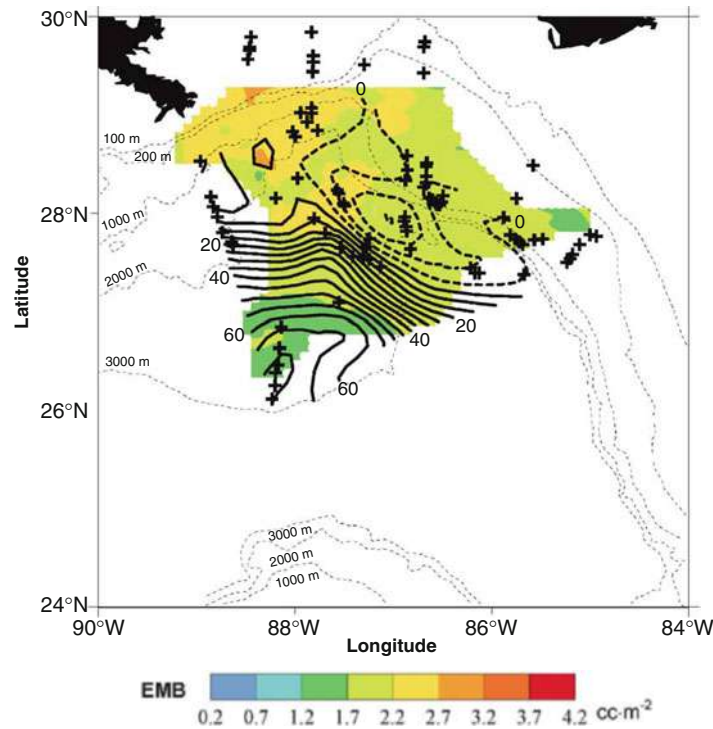 30°N
0
100 m
200 m
28°N
1000 m
0
20
2000 m
40
20
60
40
3000 m
60
26°N
3000 m
2000 m
1000 m
24°N
90°W 88°W 86°W 84°W
Latitude
Longitude
EMB
0.2 0.7 1.2 1.7 2.2 2.7 3.2 3.7 4.2 cc·m-2